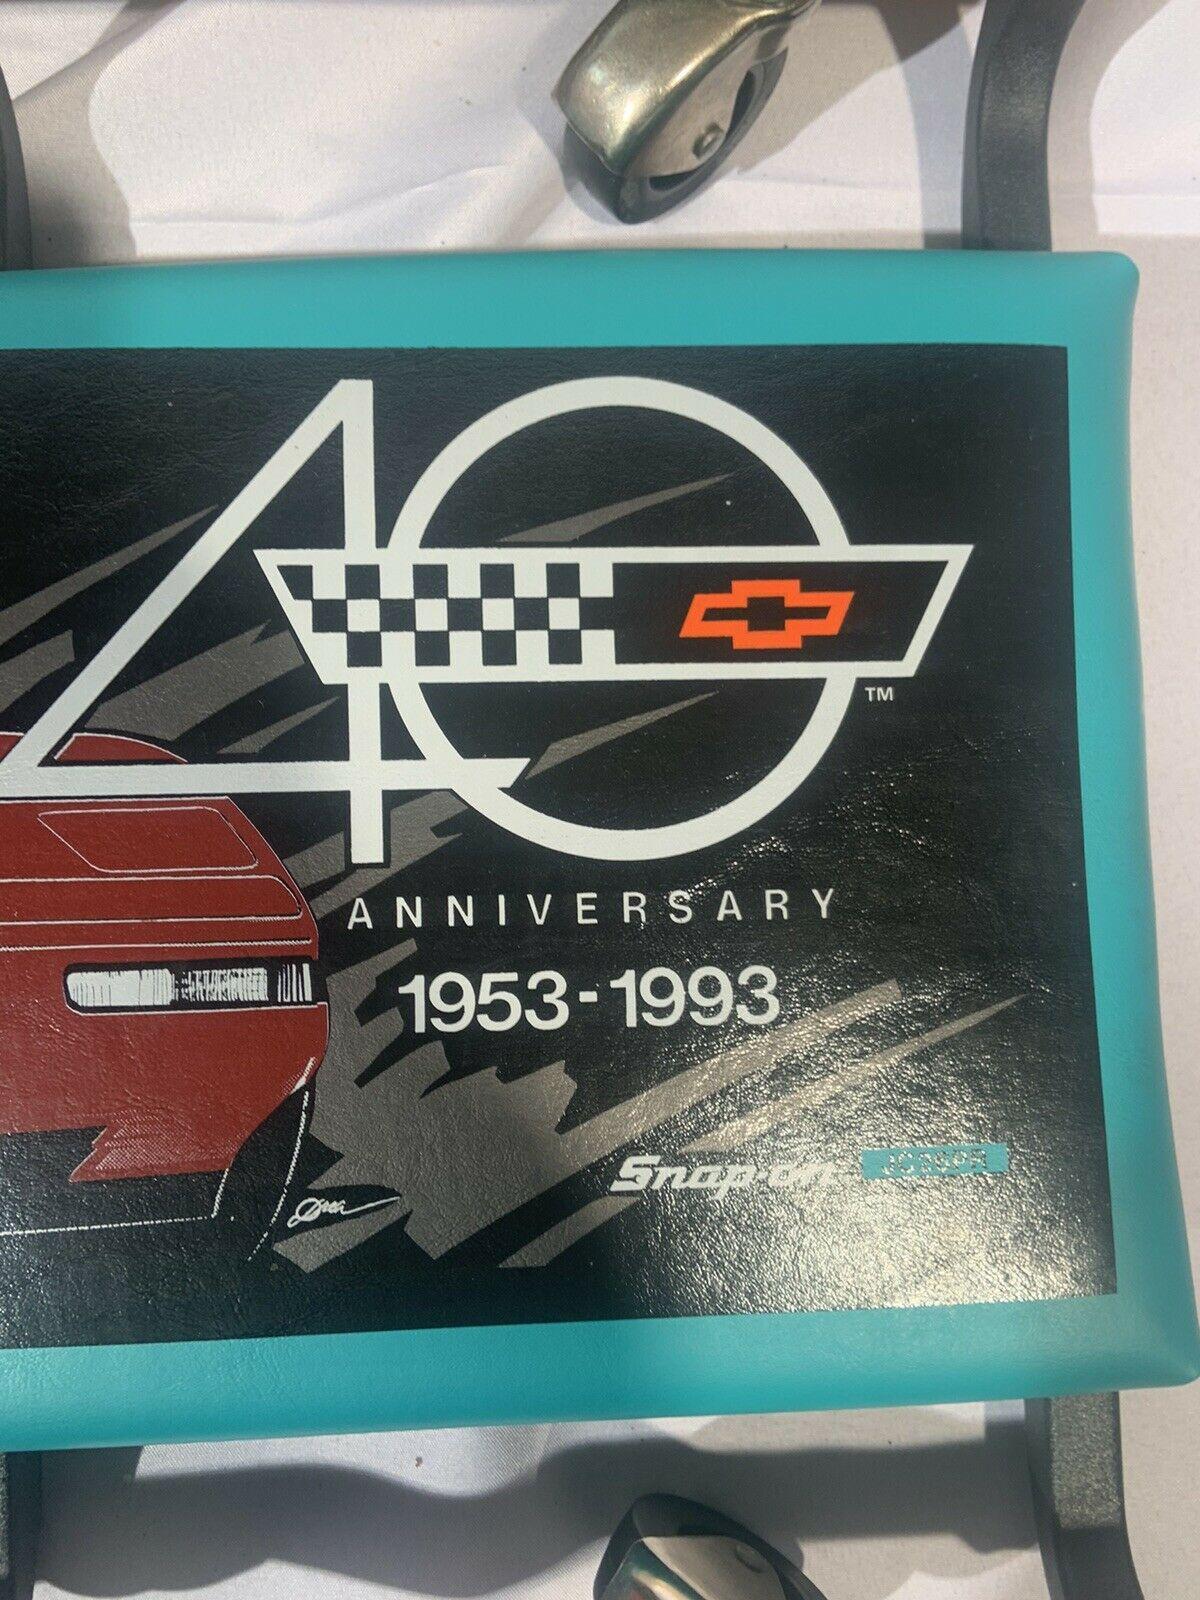 40
TM
ANNIVERSARY
1953-1993
Snap-on